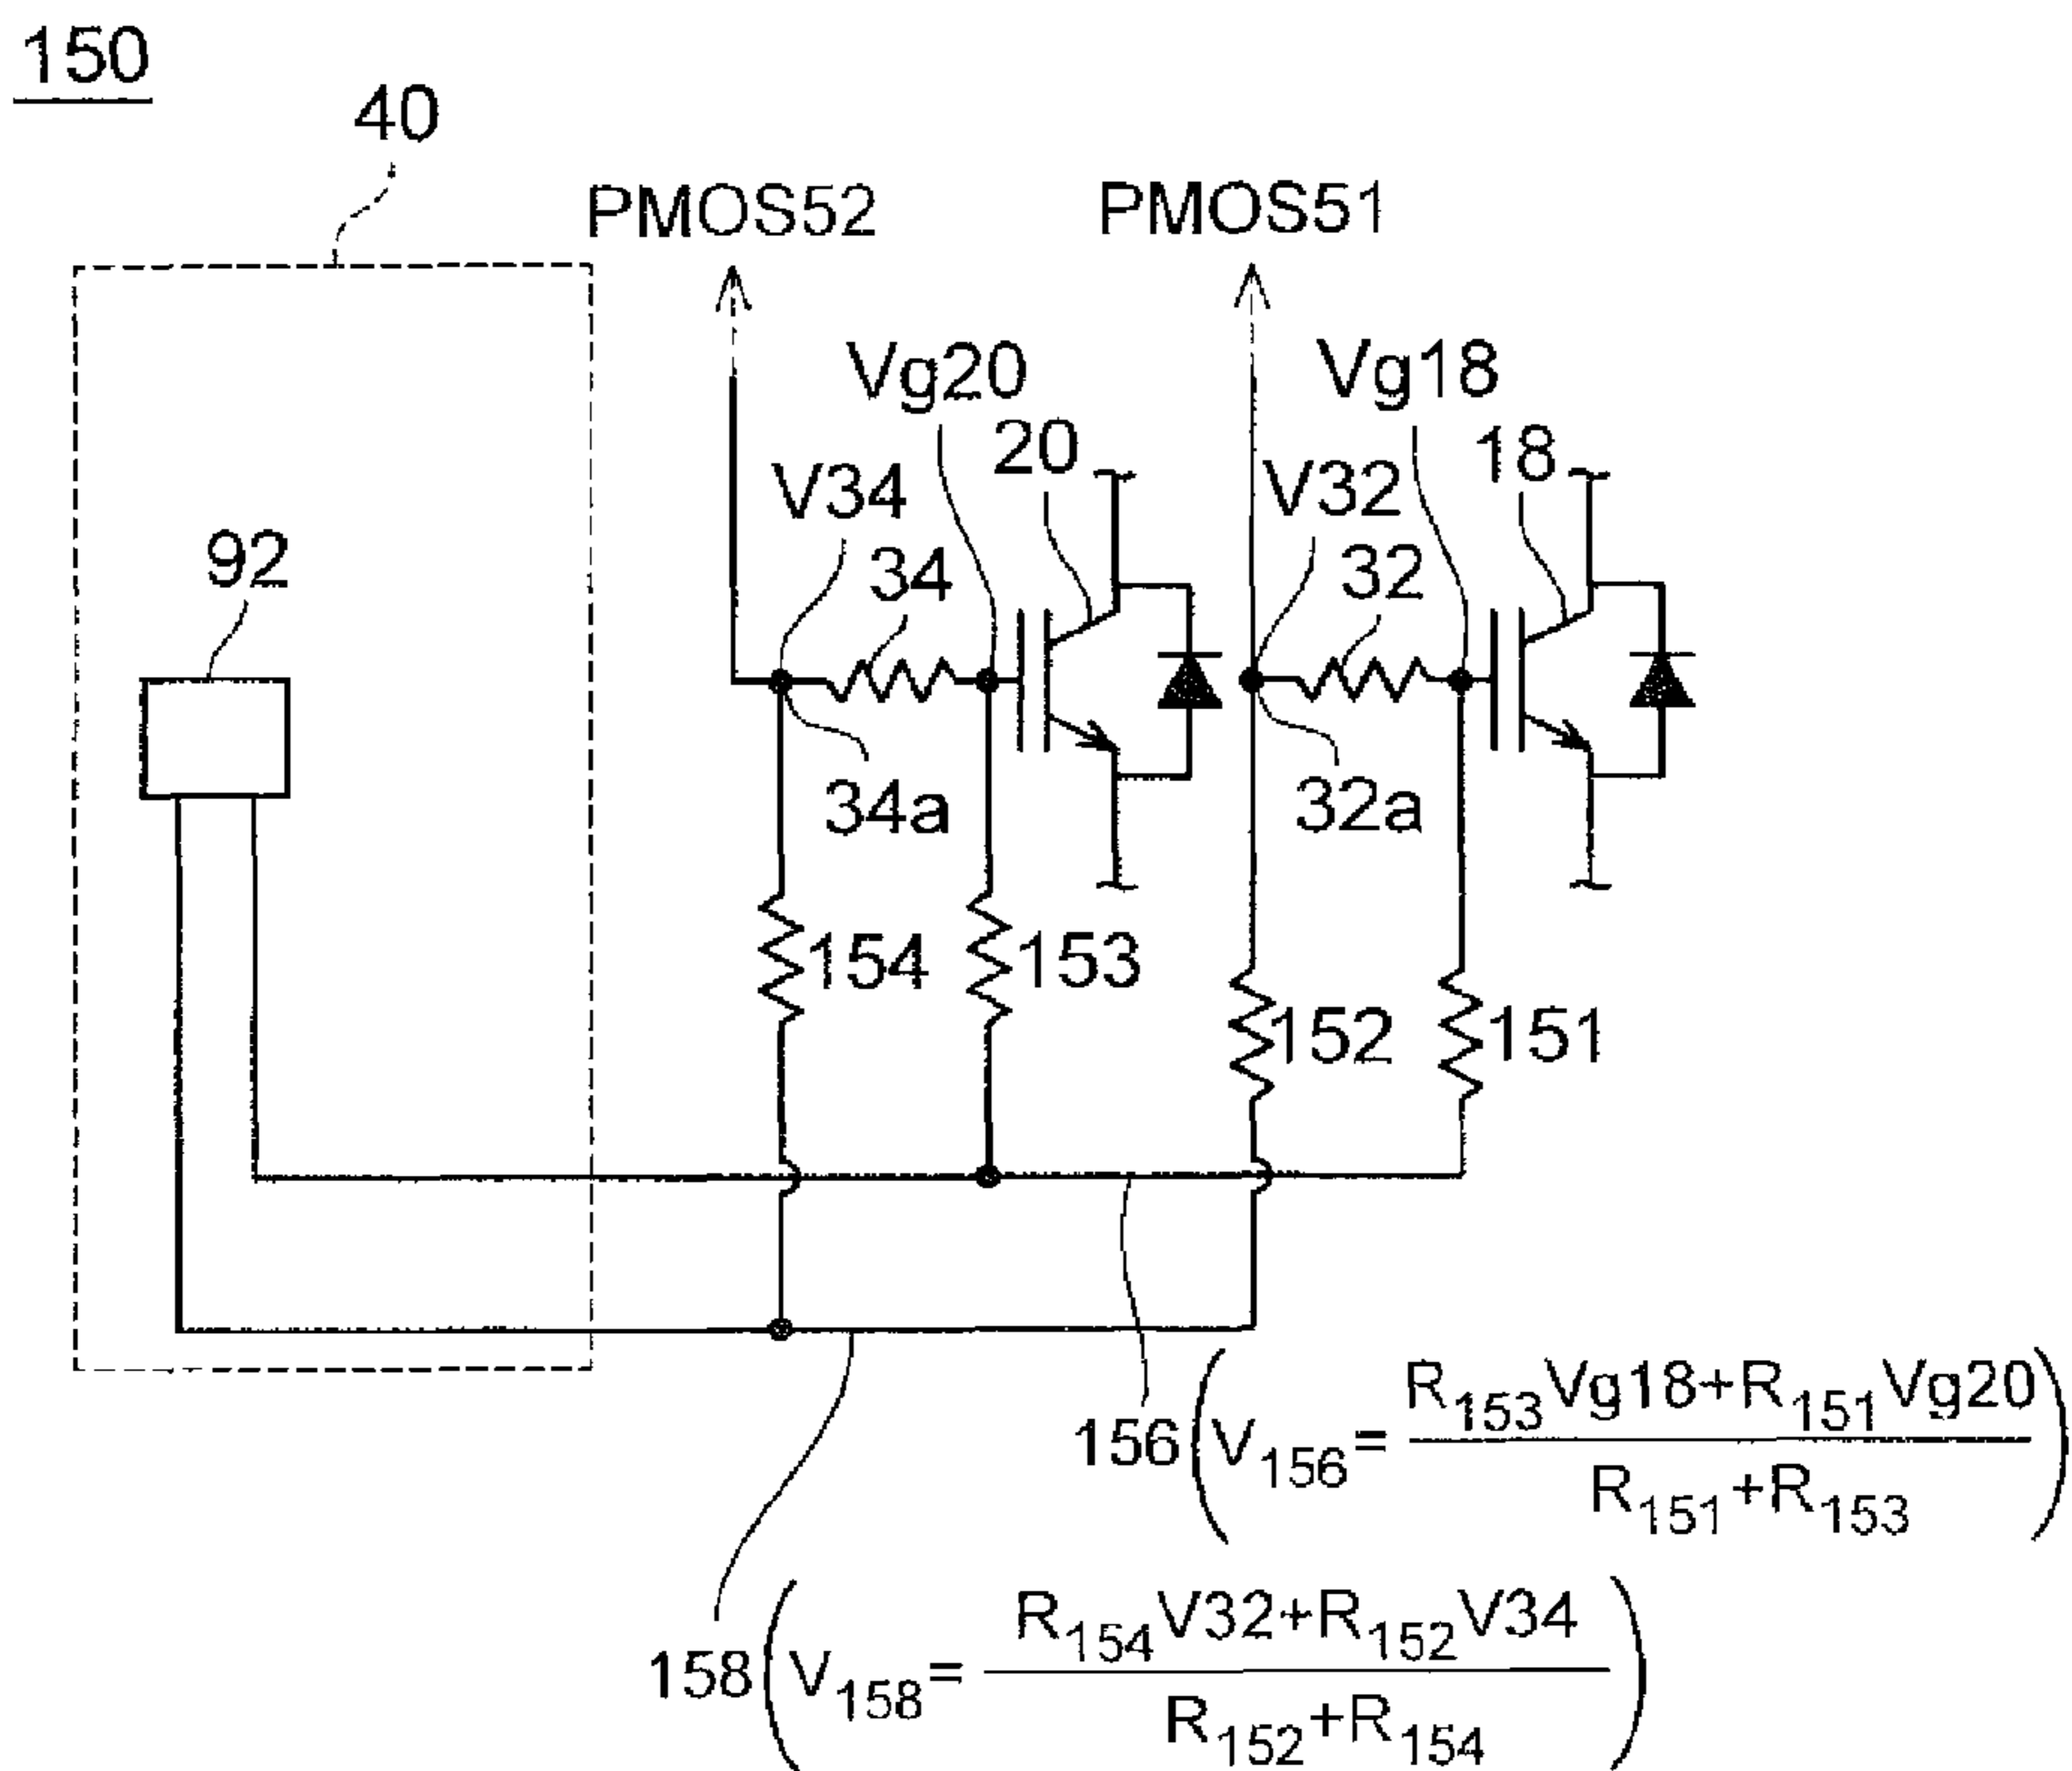 150
40
PMOS52 PMOS51
Vg20 Vg18
20 18
V34 V32
92 34 32
34a 32a
154 153
152 151
156(V156= R153Vg18+R151Vg20 / R151+R153)
158(V158= R154V32+R152V34 / R152+R154)